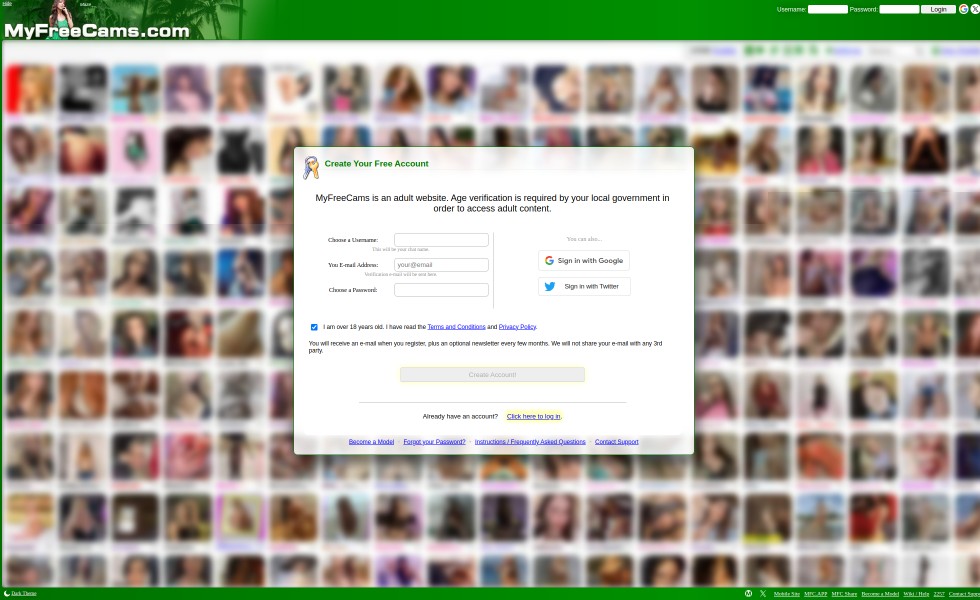 MyFreeCams.com
Username:
Password:
Login
Create Your Free Account
MyFreeCams is an adult website. Age verification is required by your local government in
order to access adult content.
Choose a Username:
This will be your chat name.
You E-mail Address:
your@email
Verification e-mail will be sent here.
Choose a Password:
You can also...
Sign in with Google
Sign in with Twitter
I am over 18 years old. I have read the Terms and Conditions and Privacy Policy.
You will receive an e-mail when you register, plus an optional newsletter every few months. We will not share your e-mail with any 3rd
party.
Create Account!
Already have an account? Click here to log in.
Become a Model - Forgot your Password? - Instructions / Frequently Asked Questions - Contact Support
Dark Theme
Mobile Site MFC.APP MFC Share Become a Model Wiki / Help 2257 Contact